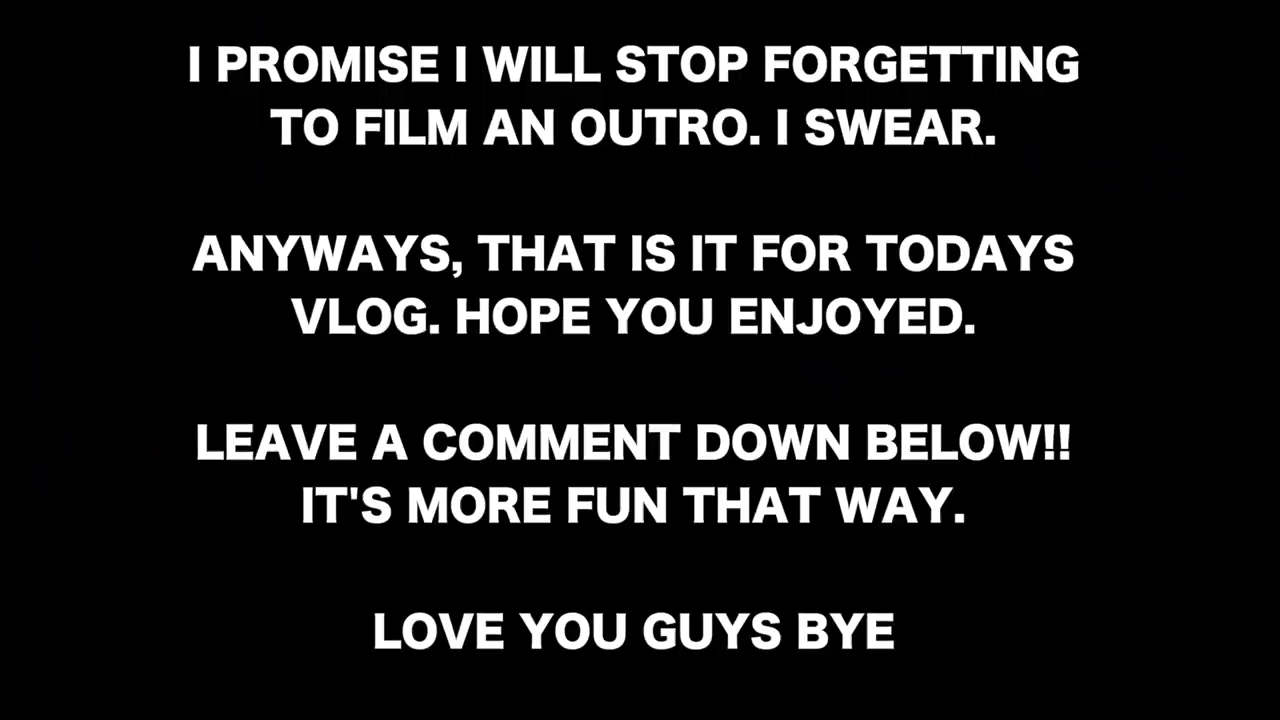 I PROMISE I WILL STOP FORGETTING
TO FILM AN OUTRO. I SWEAR.
ANYWAYS, THAT IS IT FOR TODAYS
VLOG. HOPE YOU ENJOYED.
LEAVE A COMMENT DOWN BELOW!!
IT'S MORE FUN THAT WAY.
LOVE YOU GUYS BYE